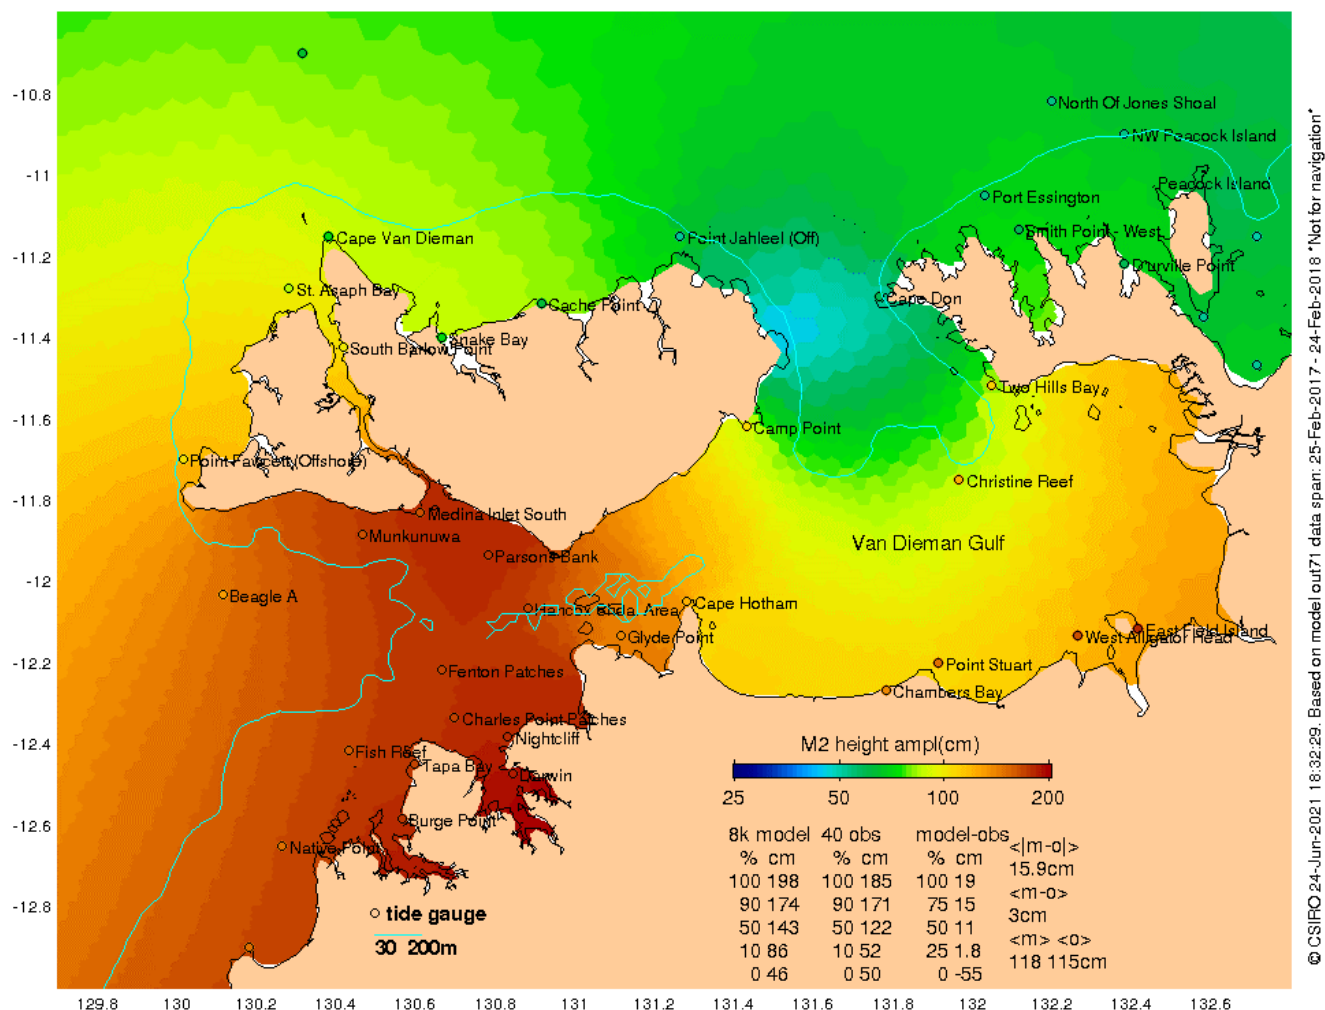 -10.8
-11
-11.2
-11.4
-11.6
-11.8
-12
-12.2
-12.4
-12.6
-12.8
North Of Jones Shoal
NW Peacock Island
Peacock Island
Port Essington
Smith Point - West
D'urville Point
Cape Don
Point Jahleel (Off)
Cape Van Dieman
St. Asaph Bay
Cache Point
Snake Bay
South Barlow Point
Two Hills Bay
Camp Point
Point Fawcett (Offshore)
Christine Reef
Medina Inlet South
Munkunuwa
Parsons Bank
Van Dieman Gulf
Beagle A
Area
Cape Hotham
Glyde Point
East Field Island
West Alligator Head
Fenton Patches
Point Stuart
Chambers Bay
Charles Point Patches
Nightcliff
Fish Reef
Tapa Bay
Darwin
Burge Point
Native Point
tide gauge
30 200m
M2 height ampl(cm)
25 50 100 200
8k model 40 obs model-obs
% cm % cm % cm
100 198 100 185 100 19
90 174 90 171 75 15
50 143 50 122 50 11
10 86 10 52 25 1.8
0 46 0 50 0 -55
<|m-o|>
15.9cm
<m-o>
3cm
<m> <o>
118 115cm
129.8 130 130.2 130.4 130.6 130.8 131 131.2 131.4 131.6 131.8 132 132.2 132.4 132.6
© CSIRO 24-Jun-2021 18:32:29. Based on model out71 data span: 25-Feb-2017 - 24-Feb-2018 *Not for navigation*